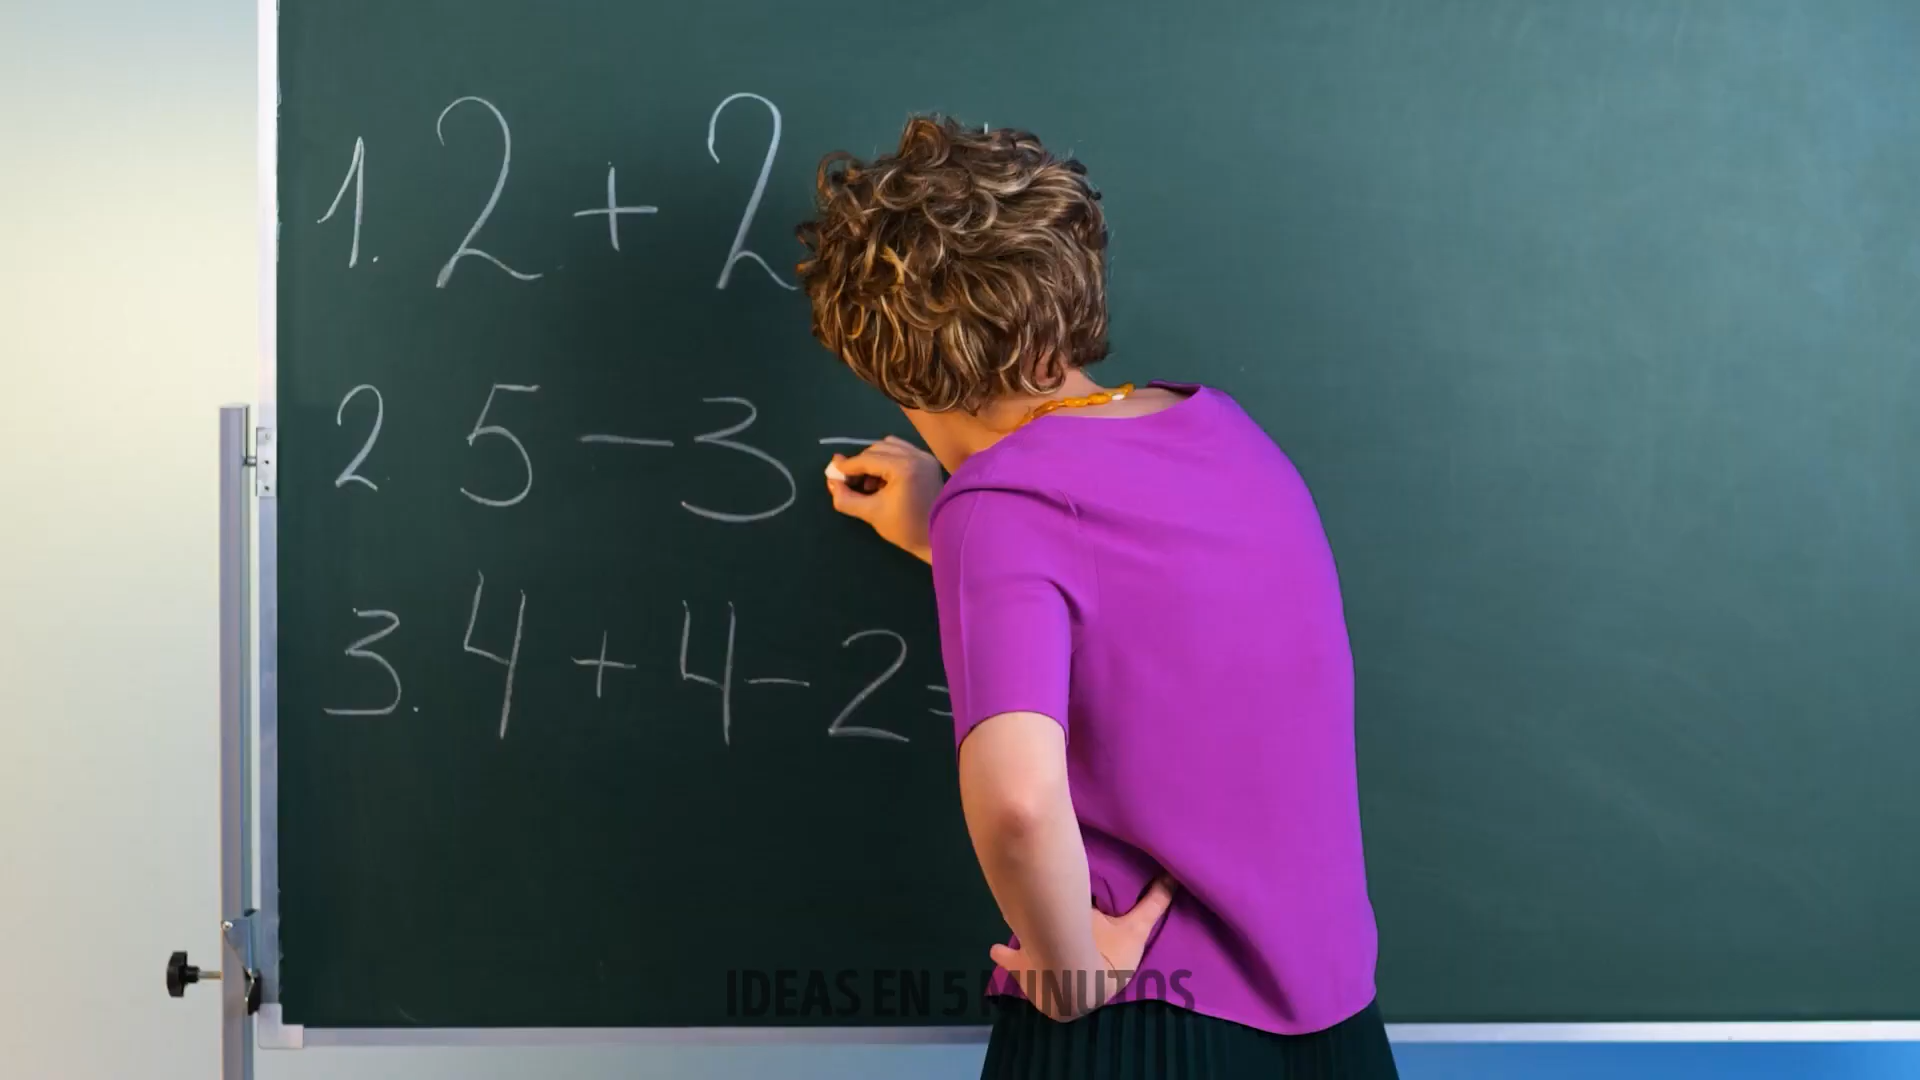 1. 2 + 2
2. 5 - 3 =
3. 4 + 4 - 2 =
IDEAS EN 5 MINUTOS